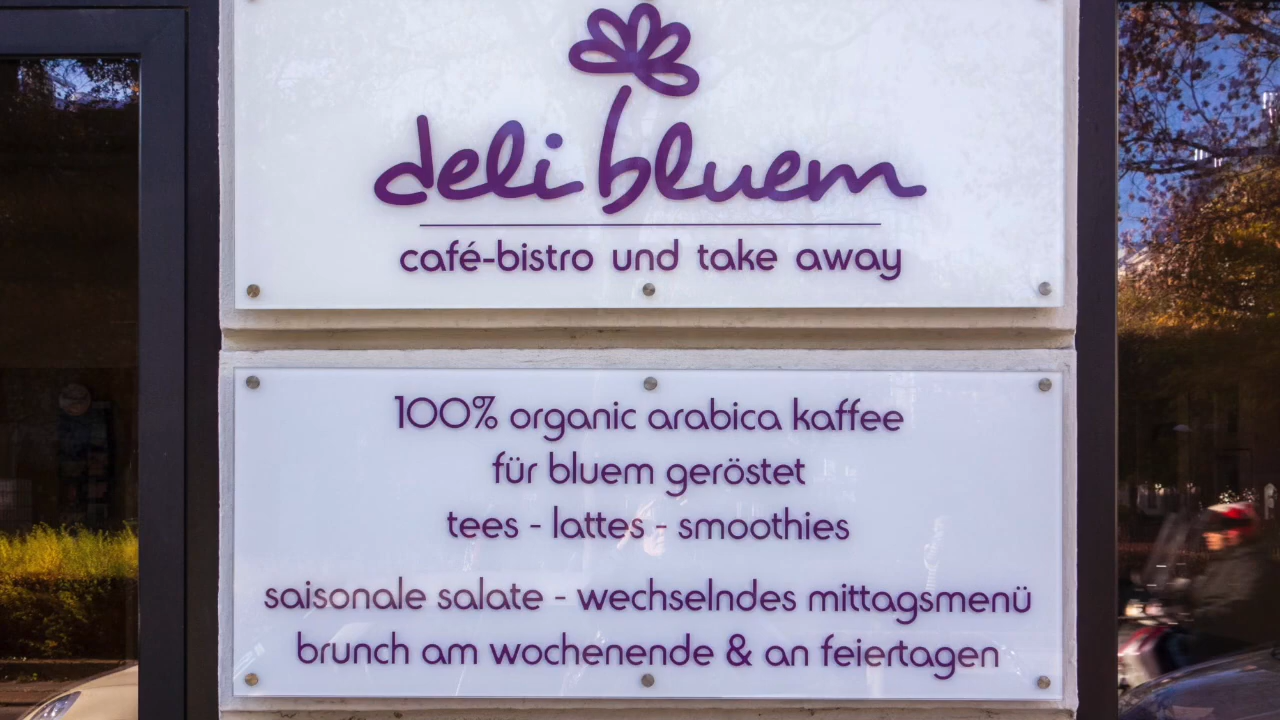 deli bluem
café-bistro und take away
100% organic arabica kaffee
für bluem geröstet
tees - lattes - smoothies
saisonale salate - wechselndes mittagsmenü
brunch am wochenende & an feiertagen